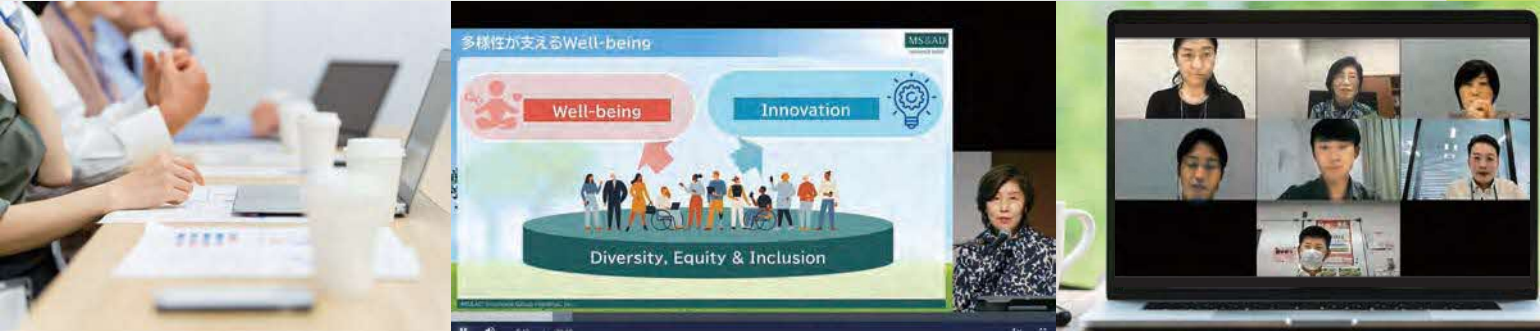 多様性が支えるWell-being
MS&AD
Well-being
Innovation
Diversity, Equity & Inclusion